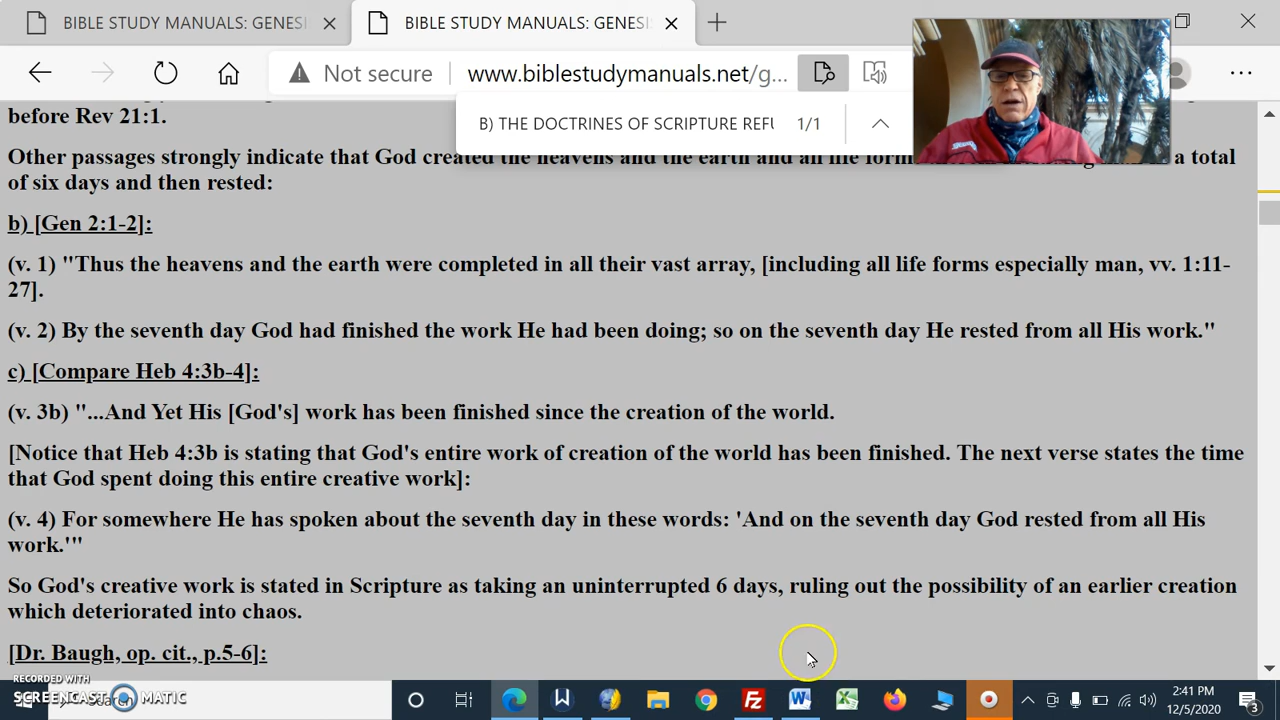 BIBLE STUDY MANUALS: GENESI
BIBLE STUDY MANUALS: GENESI
Not secure www.biblestudymanuals.net/g...
B) THE DOCTRINES OF SCRIPTURE REFU 1/1
before Rev 21:1.
Other passages strongly indicate that God created the heavens and the earth and all life for a total
of six days and then rested:
b) [Gen 2:1-2]:
(v. 1) "Thus the heavens and the earth were completed in all their vast array, [including all life forms especially man, vv. 1:11-
27].
(v. 2) By the seventh day God had finished the work He had been doing; so on the seventh day He rested from all His work."
c) [Compare Heb 4:3b-4]:
(v. 3b) "...And Yet His [God's] work has been finished since the creation of the world.
[Notice that Heb 4:3b is stating that God's entire work of creation of the world has been finished. The next verse states the time
that God spent doing this entire creative work]:
(v. 4) For somewhere He has spoken about the seventh day in these words: 'And on the seventh day God rested from all His
work.'"
So God's creative work is stated in Scripture as taking an uninterrupted 6 days, ruling out the possibility of an earlier creation
which deteriorated into chaos.
[Dr. Baugh, op. cit., p.5-6]:
RECORDED WITH
SCREENCAST MATIC
Search
2:41 PM
12/5/2020
3